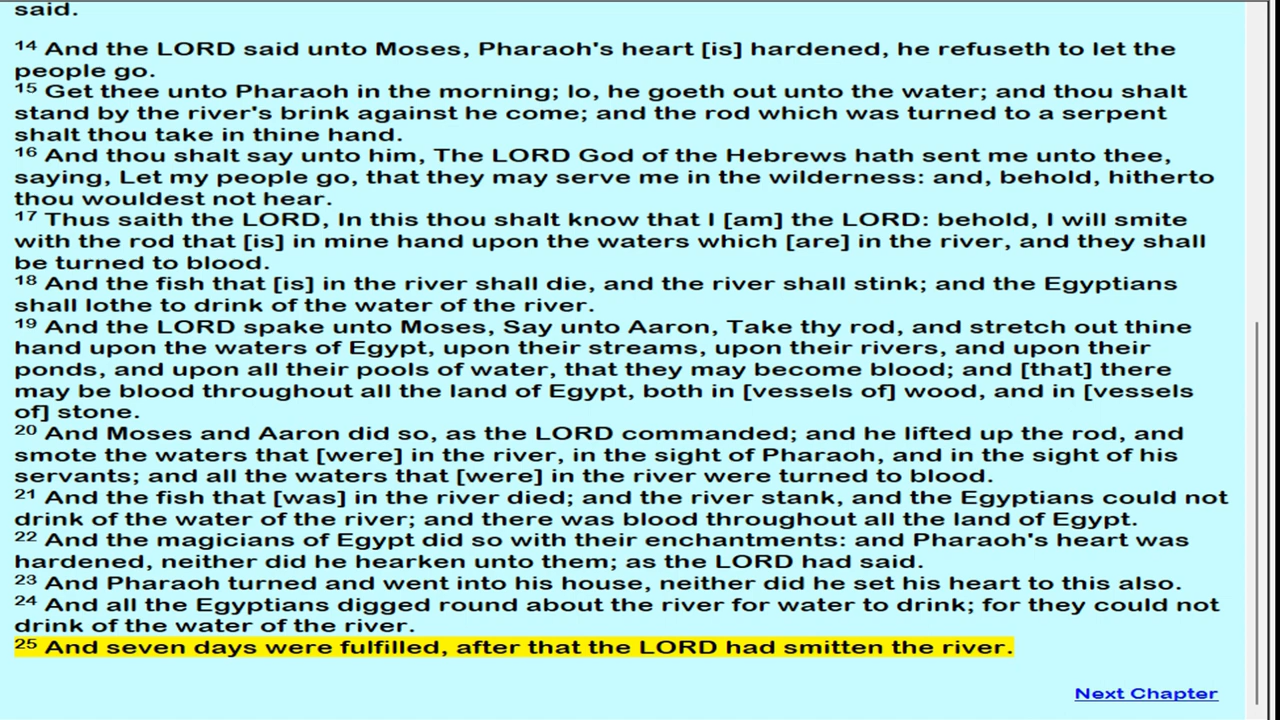 said.
14 And the LORD said unto Moses, Pharaoh's heart [is] hardened, he refuseth to let the
people go.
15 Get thee unto Pharaoh in the morning; lo, he goeth out unto the water; and thou shalt
stand by the river's brink against he come; and the rod which was turned to a serpent
shalt thou take in thine hand.
16 And thou shalt say unto him, The LORD God of the Hebrews hath sent me unto thee,
saying, Let my people go, that they may serve me in the wilderness: and, behold, hitherto
thou wouldest not hear.
17 Thus saith the LORD, In this thou shalt know that I [am] the LORD: behold, I will smite
with the rod that [is] in mine hand upon the waters which [are] in the river, and they shall
be turned to blood.
18 And the fish that [is] in the river shall die, and the river shall stink; and the Egyptians
shall lothe to drink of the water of the river.
19 And the LORD spake unto Moses, Say unto Aaron, Take thy rod, and stretch out thine
hand upon the waters of Egypt, upon their streams, upon their rivers, and upon their
ponds, and upon all their pools of water, that they may become blood; and [that] there
may be blood throughout all the land of Egypt, both in [vessels of] wood, and in [vessels
of] stone.
20 And Moses and Aaron did so, as the LORD commanded; and he lifted up the rod, and
smote the waters that [were] in the river, in the sight of Pharaoh, and in the sight of his
servants; and all the waters that [were] in the river were turned to blood.
21 And the fish that [was] in the river died; and the river stank, and the Egyptians could not
drink of the water of the river; and there was blood throughout all the land of Egypt.
22 And the magicians of Egypt did so with their enchantments: and Pharaoh's heart was
hardened, neither did he hearken unto them; as the LORD had said.
23 And Pharaoh turned and went into his house, neither did he set his heart to this also.
24 And all the Egyptians digged round about the river for water to drink; for they could not
drink of the water of the river.
25 And seven days were fulfilled, after that the LORD had smitten the river.
Next Chapter